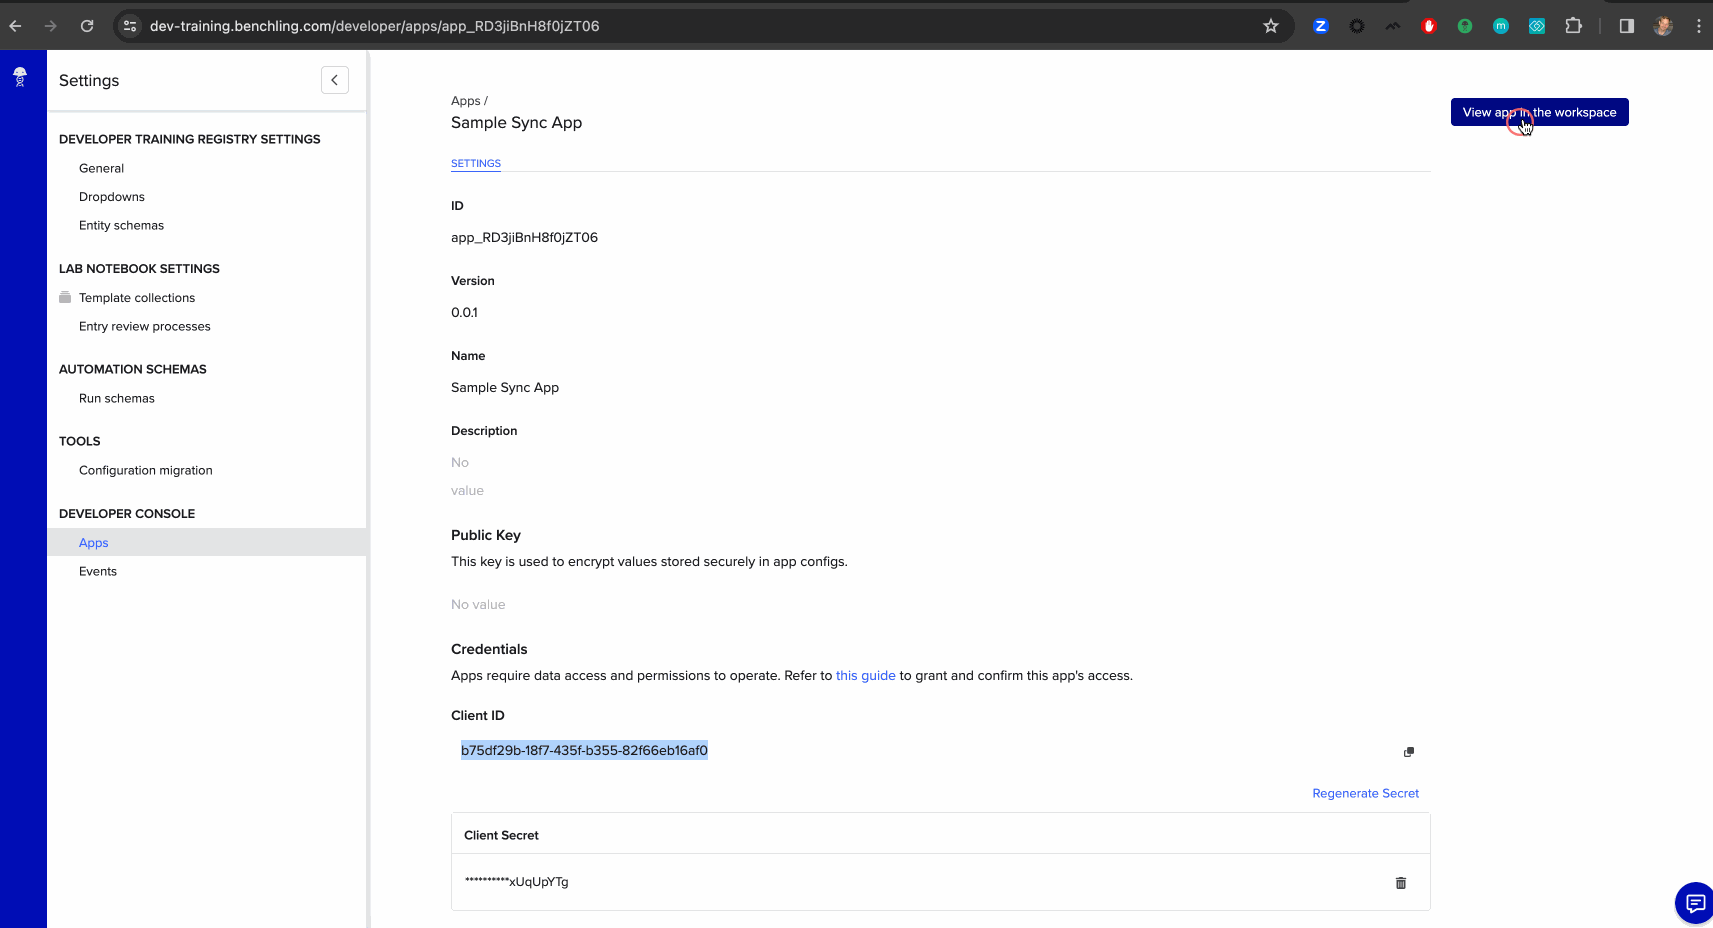 dev-training.benchling.com/developer/apps/app_RD3jiBnH8f0jZT06
Settings
DEVELOPER TRAINING REGISTRY SETTINGS
General
Dropdowns
Entity schemas
LAB NOTEBOOK SETTINGS
Template collections
Entry review processes
AUTOMATION SCHEMAS
Run schemas
TOOLS
Configuration migration
DEVELOPER CONSOLE
Apps
Events
Apps /
Sample Sync App
View app in the workspace
SETTINGS
ID
app_RD3jiBnH8f0jZT06
Version
0.0.1
Name
Sample Sync App
Description
No
value
Public Key
This key is used to encrypt values stored securely in app configs.
No value
Credentials
Apps require data access and permissions to operate. Refer to this guide to grant and confirm this app's access.
Client ID
b75df29b-18f7-435f-b355-82f66eb16af0
Regenerate Secret
Client Secret
**********xUqUpYTg